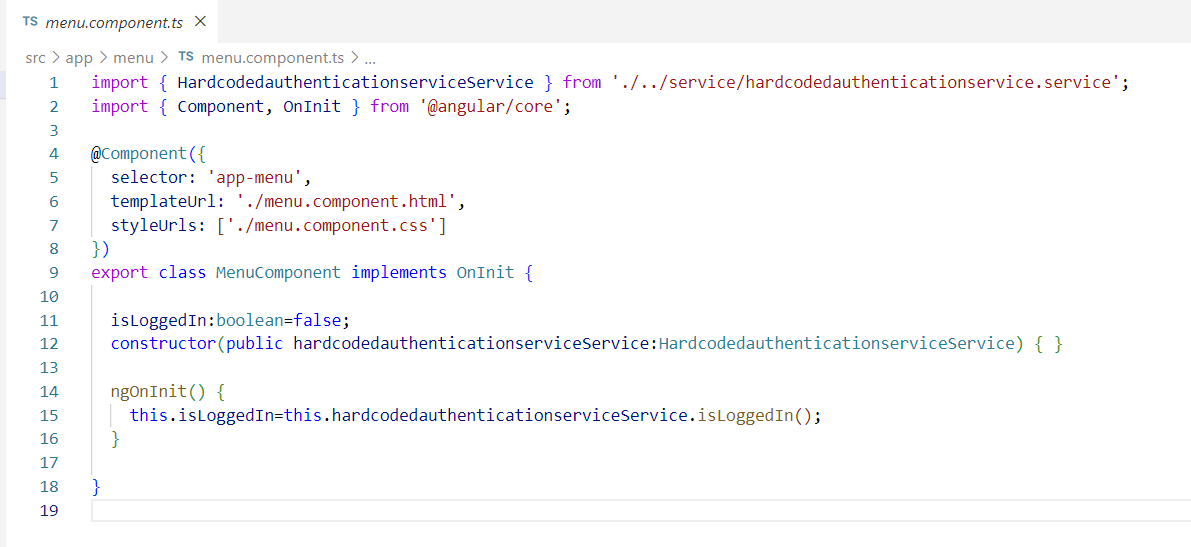 TS menu.component.ts ×
src > app > menu > TS menu.component.ts > ...
1 import { HardcodedauthenticationserviceService } from './../service/hardcodedauthenticationservice.service';
2 import { Component, OnInit } from '@angular/core';
3
4 @Component({
5   selector: 'app-menu',
6   templateUrl: './menu.component.html',
7   styleUrls: ['./menu.component.css']
8 })
9 export class MenuComponent implements OnInit {
10
11   isLoggedIn:boolean=false;
12   constructor(public hardcodedauthenticationserviceService:HardcodedauthenticationserviceService) { }
13
14   ngOnInit() {
15     this.isLoggedIn=this.hardcodedauthenticationserviceService.isLoggedIn();
16   }
17
18 }
19